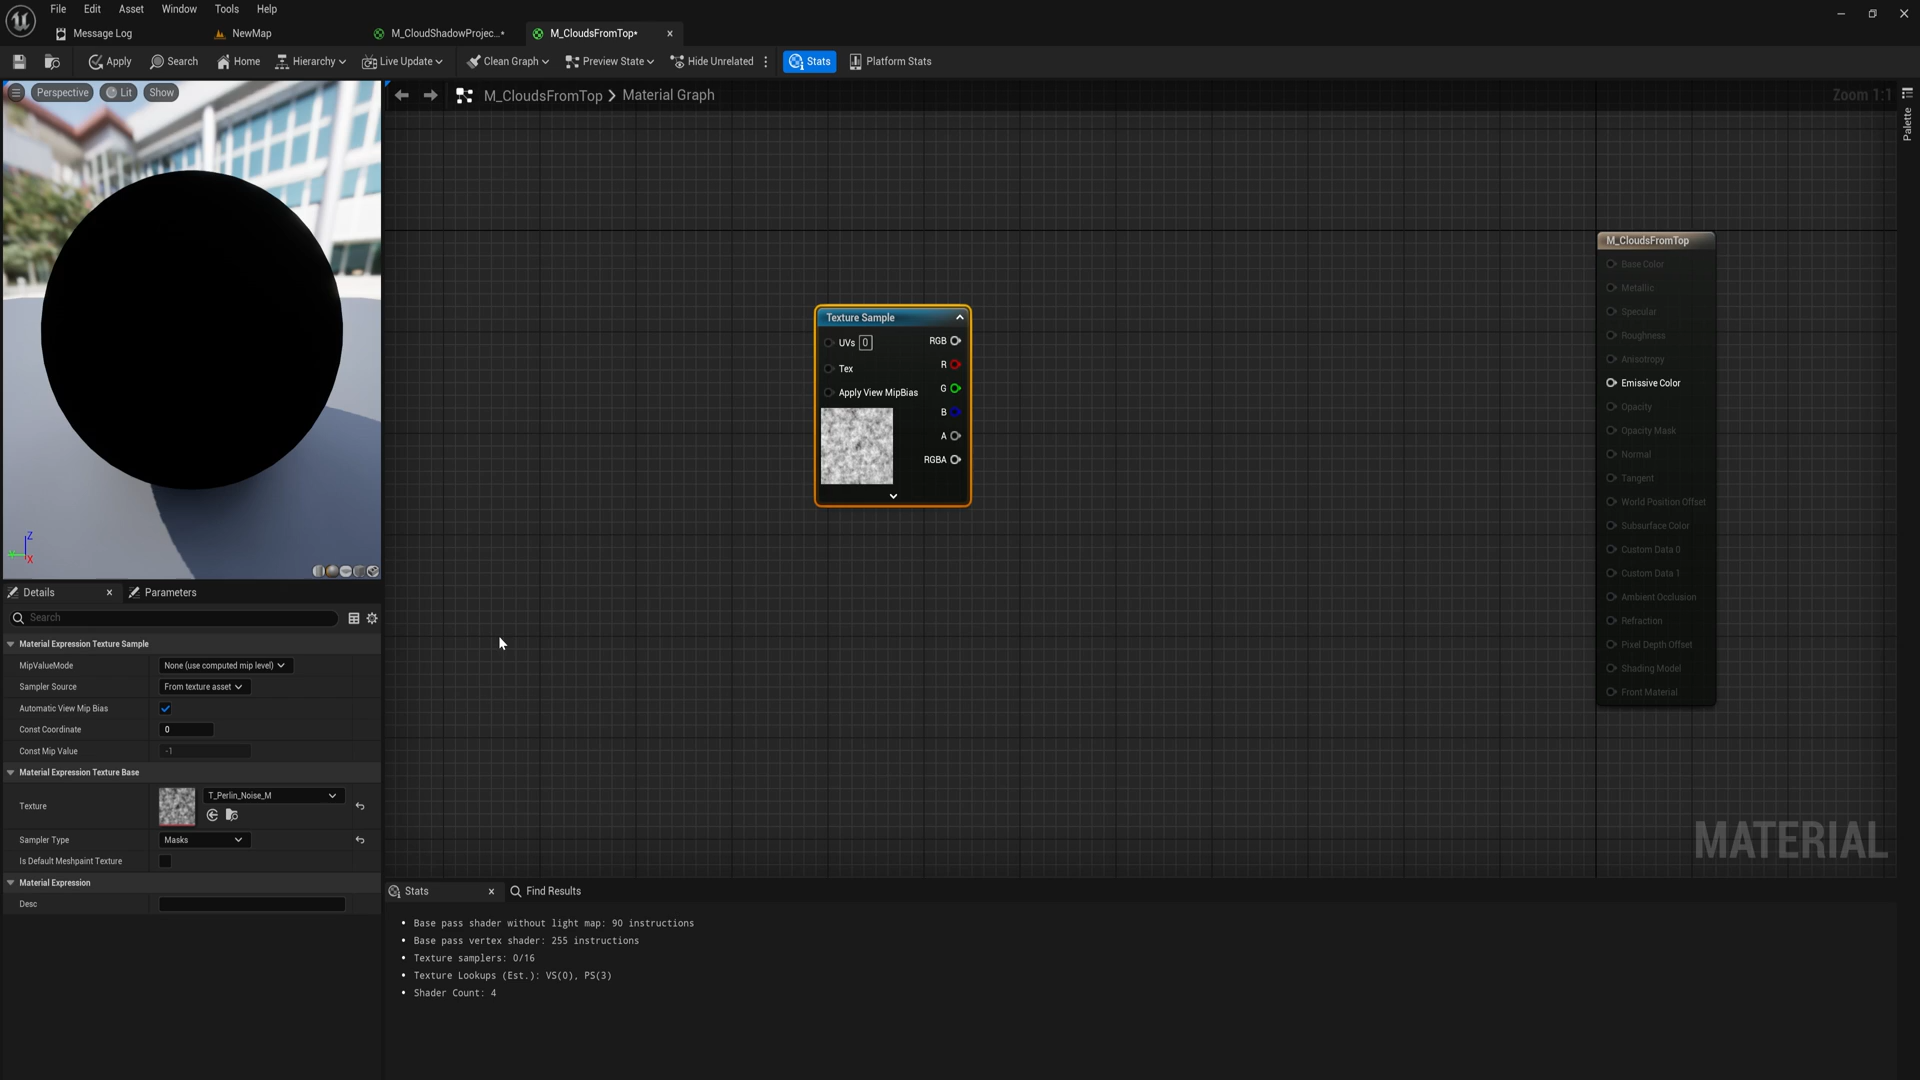 File Edit Asset Window Tools Help
Message Log
NewMap
M_CloudShadowProjec...*
M_CloudsFromTop*
Apply
Search
Home
Hierarchy
Live Update
Clean Graph
Preview State
Hide Unrelated
Stats
Platform Stats
Perspective
Lit
Show
M_CloudsFromTop > Material Graph
Zoom 1:1
Palette
Texture Sample
UVs 0
Tex
Apply View MipBias
RGB
R
G
B
A
RGBA
M_CloudsFromTop
Base Color
Metallic
Specular
Roughness
Anisotropy
Emissive Color
Opacity
Opacity Mask
Normal
Tangent
World Position Offset
Subsurface Color
Custom Data 0
Custom Data 1
Ambient Occlusion
Refraction
Pixel Depth Offset
Shading Model
Front Material
MATERIAL
Z
X
Details
Parameters
Search
Material Expression Texture Sample
MipValueMode None (use computed mip level)
Sampler Source From texture asset
Automatic View Mip Bias
Const Coordinate 0
Const Mip Value -1
Material Expression Texture Base
Texture T_Perlin_Noise_M
Sampler Type Masks
Is Default Meshpaint Texture
Material Expression
Desc
Stats
Find Results
• Base pass shader without light map: 90 instructions
• Base pass vertex shader: 255 instructions
• Texture samplers: 0/16
• Texture Lookups (Est.): VS(0), PS(3)
• Shader Count: 4